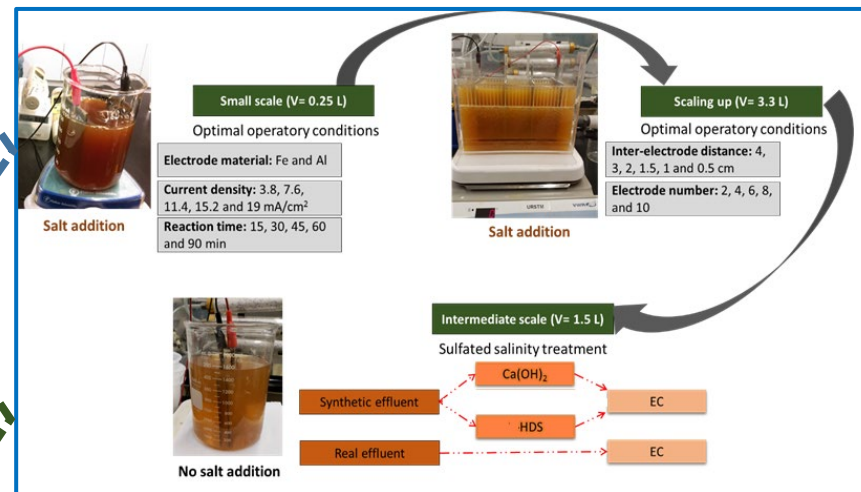 Small scale (V= 0.25 L)
Optimal operatory conditions
Electrode material: Fe and Al
Current density: 3.8, 7.6,
11.4, 15.2 and 19 mA/cm²
Reaction time: 15, 30, 45, 60
and 90 min
Salt addition
Scaling up (V= 3.3 L)
Optimal operatory conditions
Inter-electrode distance: 4,
3, 2, 1.5, 1 and 0.5 cm
Electrode number: 2, 4, 6, 8,
and 10
Salt addition
Intermediate scale (V= 1.5 L)
Sulfated salinity treatment
Synthetic effluent
Ca(OH)₂
HDS
EC
Real effluent
EC
No salt addition